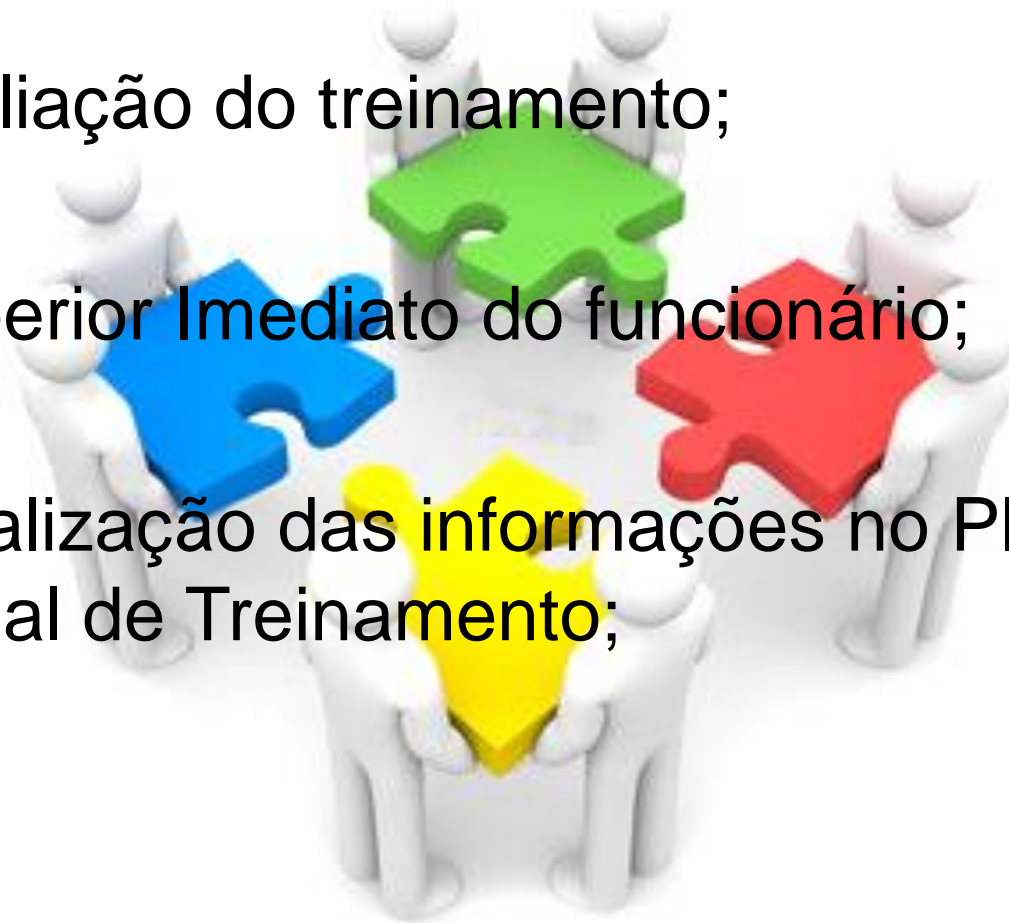 liação do treinamento;
erior Imediato do funcionário;
alização das informações no Pl
al de Treinamento;